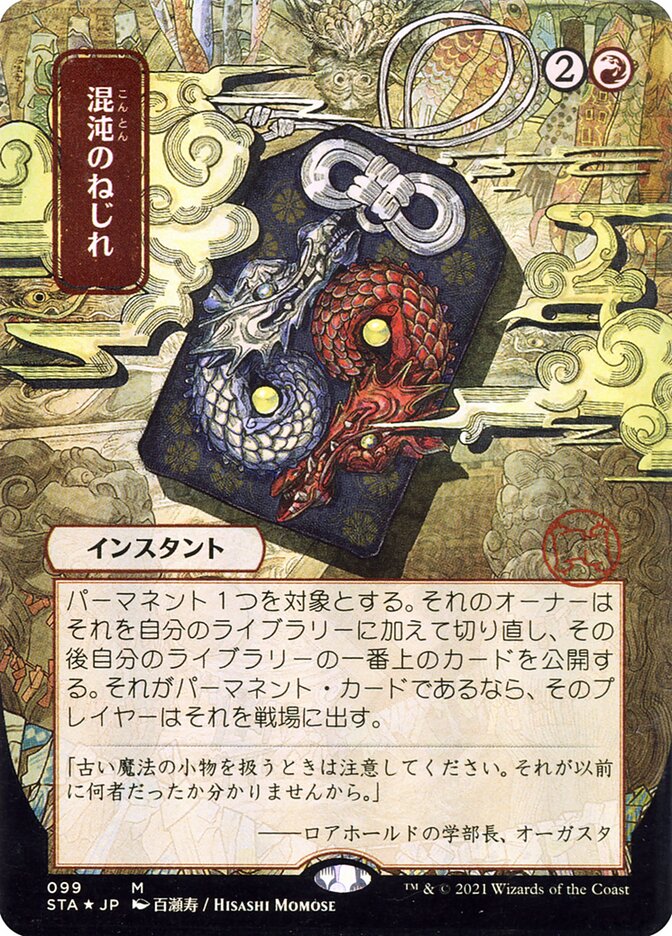 混沌のねじれ
こんとん
2
インスタント
パーマネント1つを対象とする。それのオーナーは
それを自分のライブラリーに加えて切り直し、その
後自分のライブラリーの一番上のカードを公開す
る。それがパーマネント・カードであるなら、そのプ
レイヤーはそれを戦場に出す。
「古い魔法の小物を扱うときは注意してください。それが以前
に何者だったか分かりませんから。」
――ロアホールドの学部長、オーガスタ
099 M
STA ★ JP 百瀬寿 / HISASHI MOMOSE
™ & © 2021 Wizards of the Coast